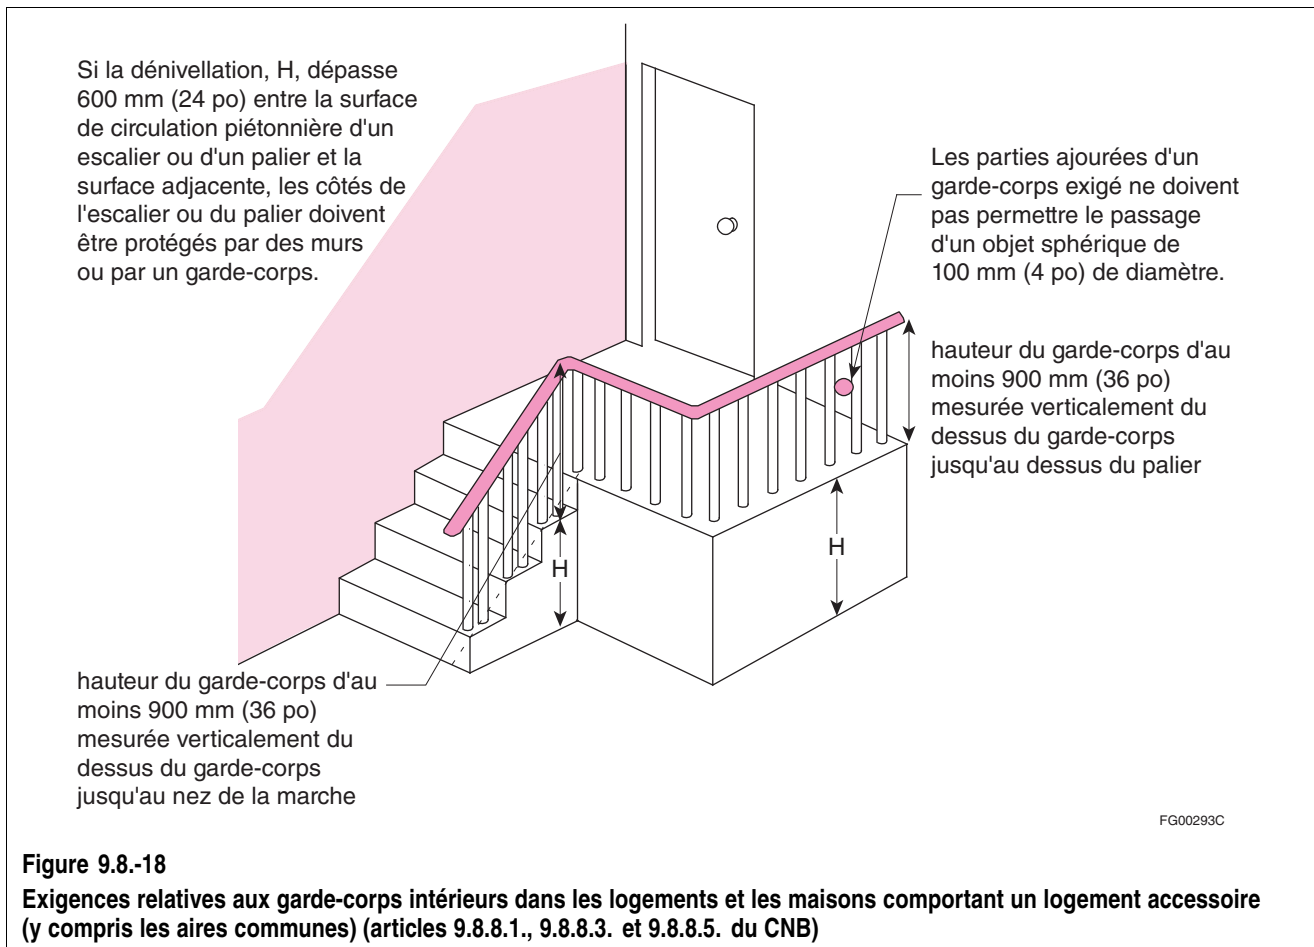 Si la dénivellation, H, dépasse
600 mm (24 po) entre la surface
de circulation piétonnière d'un
escalier ou d'un palier et la
surface adjacente, les côtés de
l'escalier ou du palier doivent
être protégés par des murs
ou par un garde-corps.
Les parties ajourées d'un
garde-corps exigé ne doivent
pas permettre le passage
d'un objet sphérique de
100 mm (4 po) de diamètre.
hauteur du garde-corps d'au
moins 900 mm (36 po)
mesurée verticalement du
dessus du garde-corps
jusqu'au dessus du palier
H
H
hauteur du garde-corps d'au
moins 900 mm (36 po)
mesurée verticalement du
dessus du garde-corps
jusqu'au nez de la marche
FG00293C
Figure 9.8.-18
Exigences relatives aux garde-corps intérieurs dans les logements et les maisons comportant un logement accessoire
(y compris les aires communes) (articles 9.8.8.1., 9.8.8.3. et 9.8.8.5. du CNB)